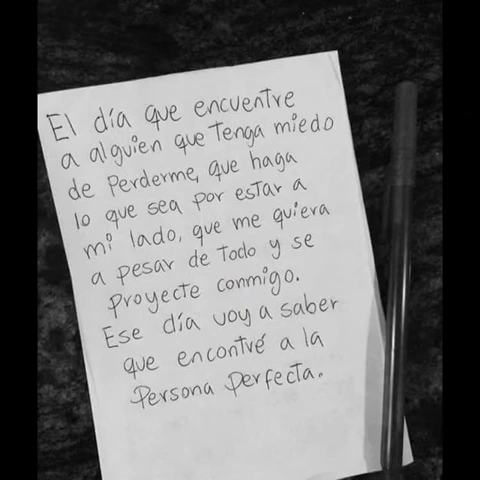 El día que encuentre
a alguien que tenga miedo
de perderme, que haga
lo que sea por estar a
mi lado, que me quiera
a pesar de todo y se
proyecte conmigo.
Ese día voy a saber
que encontré a la
persona perfecta.